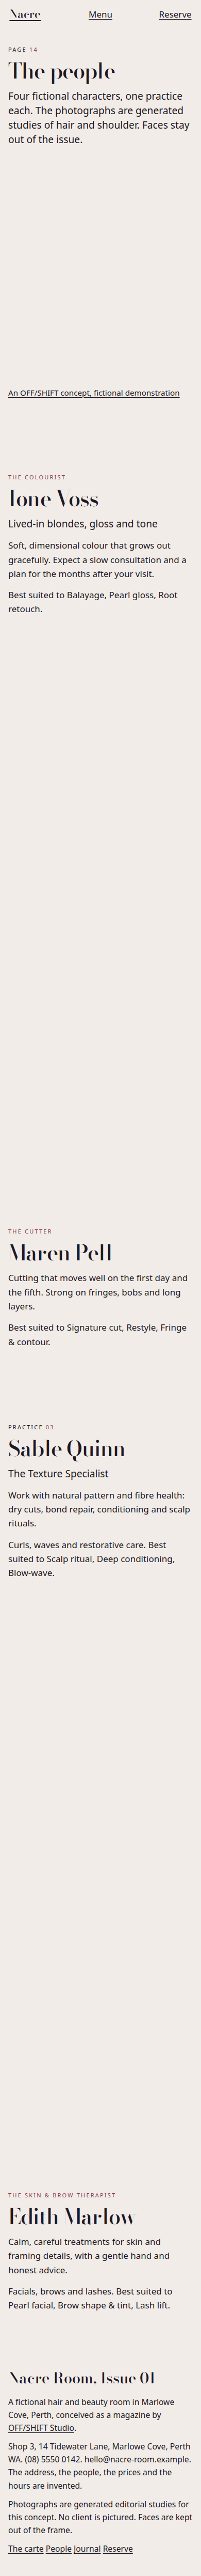 Nacre Menu Reserve
PAGE 14
The people
Four fictional characters, one practice
each. The photographs are generated
studies of hair and shoulder. Faces stay
out of the issue.
An OFF/SHIFT concept, fictional demonstration
THE COLOURIST
Ione Voss
Lived-in blondes, gloss and tone
Soft, dimensional colour that grows out
gracefully. Expect a slow consultation and a
plan for the months after your visit.
Best suited to Balayage, Pearl gloss, Root
retouch.
THE CUTTER
Maren Pell
Cutting that moves well on the first day and
the fifth. Strong on fringes, bobs and long
layers.
Best suited to Signature cut, Restyle, Fringe
& contour.
PRACTICE 03
Sable Quinn
The Texture Specialist
Work with natural pattern and fibre health:
dry cuts, bond repair, conditioning and scalp
rituals.
Curls, waves and restorative care. Best
suited to Scalp ritual, Deep conditioning,
Blow-wave.
THE SKIN & BROW THERAPIST
Edith Marlow
Calm, careful treatments for skin and
framing details, with a gentle hand and
honest advice.
Facials, brows and lashes. Best suited to
Pearl facial, Brow shape & tint, Lash lift.
Nacre Room, Issue 01
A fictional hair and beauty room in Marlowe
Cove, Perth, conceived as a magazine by
OFF/SHIFT Studio.
Shop 3, 14 Tidewater Lane, Marlowe Cove, Perth
WA. (08) 5550 0142. hello@nacre-room.example.
The address, the people, the prices and the
hours are invented.
Photographs are generated editorial studies for
this concept. No client is pictured. Faces are kept
out of the frame.
The carte People Journal Reserve